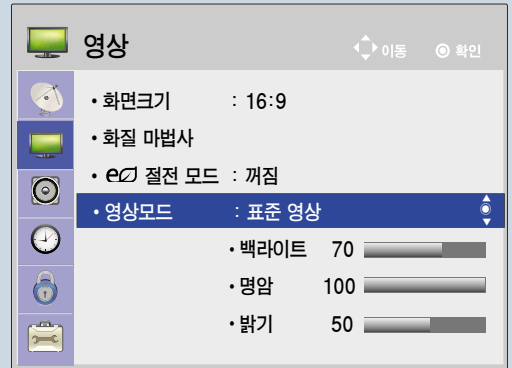 영상 이동 확인
• 화면크기 : 16:9
• 화질 마법사
• e 절전 모드 : 꺼짐
• 영상모드 : 표준 영상
• 백라이트 70
• 명암 100
• 밝기 50